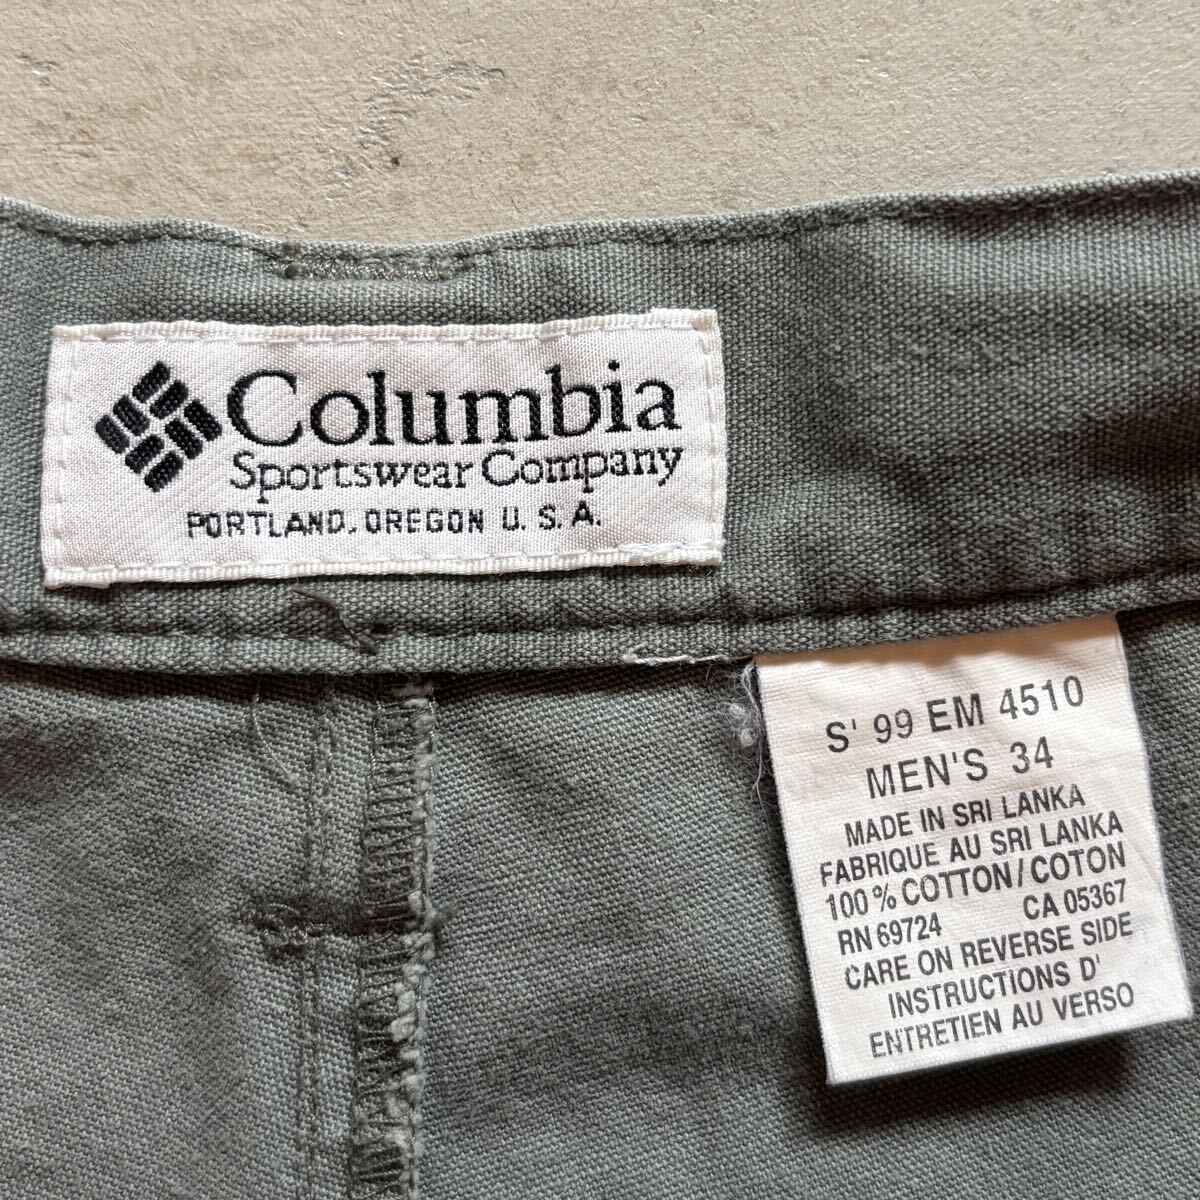 Columbia
Sportswear Company
PORTLAND, OREGON U.S.A.
S' 99 EM 4510
MEN'S 34
MADE IN SRI LANKA
FABRIQUE AU SRI LANKA
100% COTTON/COTON
RN 69724 CA 05367
CARE ON REVERSE SIDE
INSTRUCTIONS D'
ENTRETIEN AU VERSO